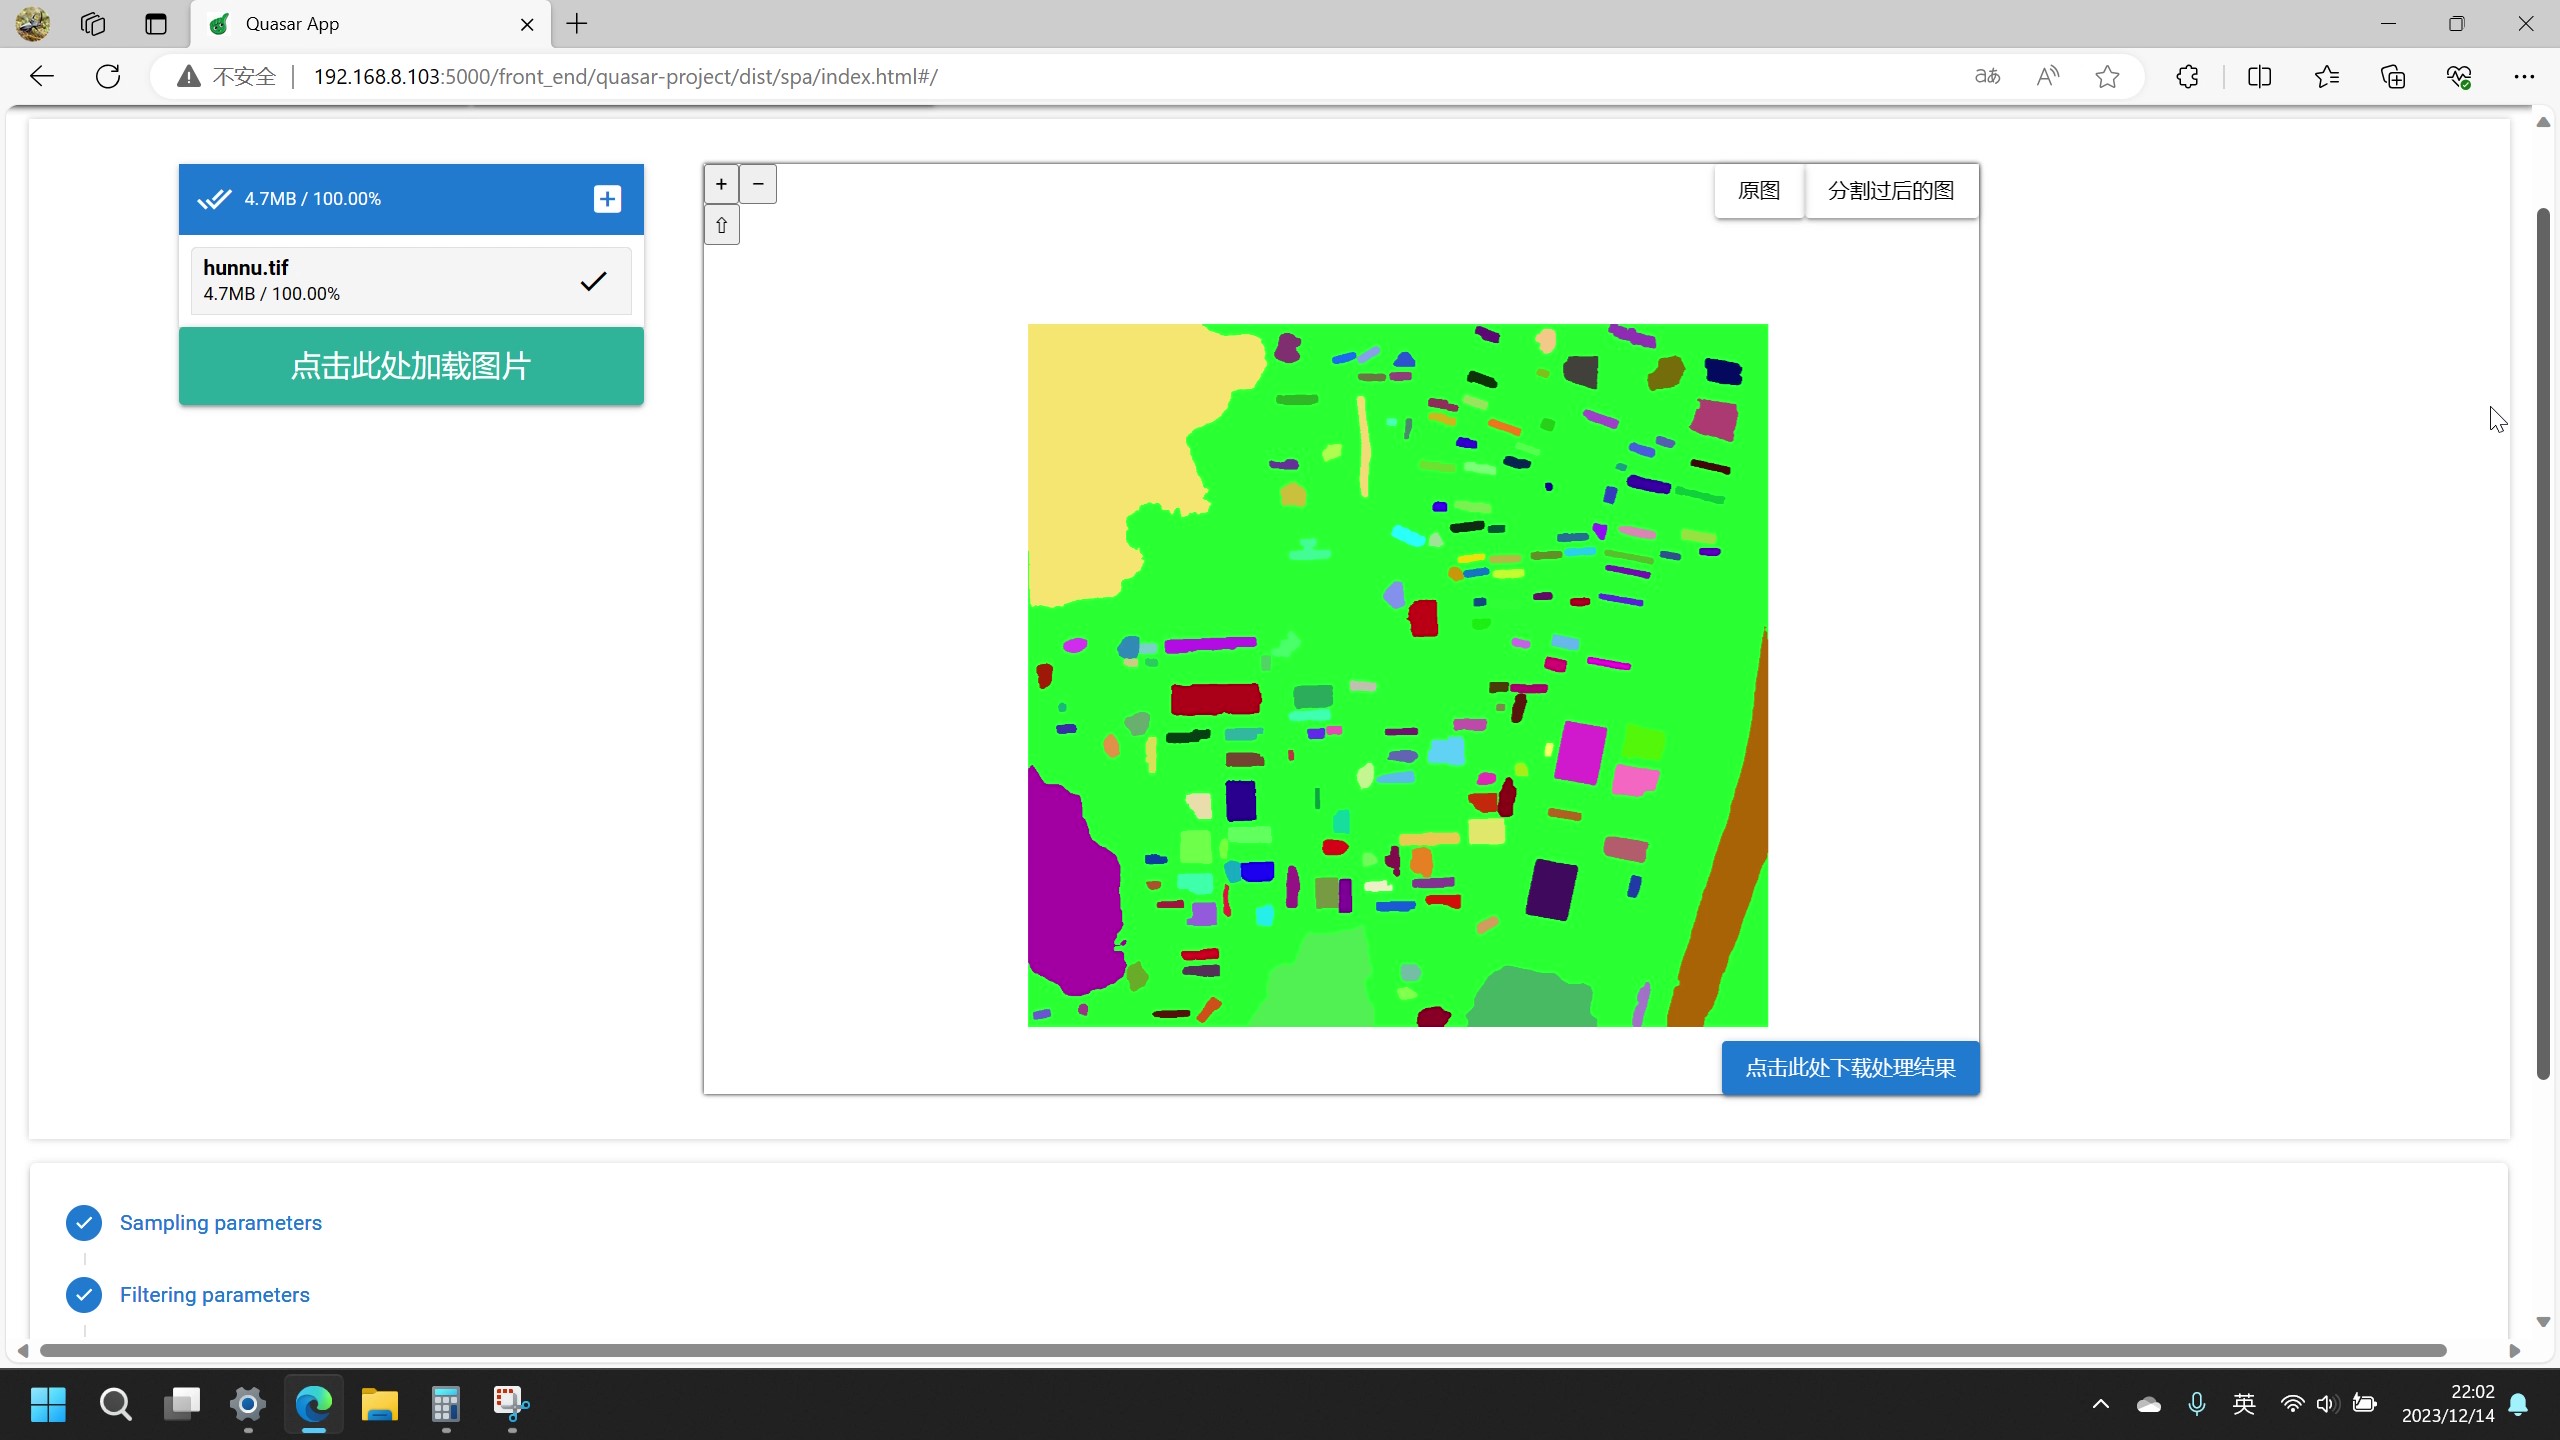 Quasar App
不安全
192.168.8.103:5000/front_end/quasar-project/dist/spa/index.html#/
aあ
4.7MB / 100.00%
hunnu.tif
4.7MB / 100.00%
点击此处加载图片
+ −
⇧
原图 分割过后的图
点击此处下载处理结果
Sampling parameters
Filtering parameters
英
22:02
2023/12/14